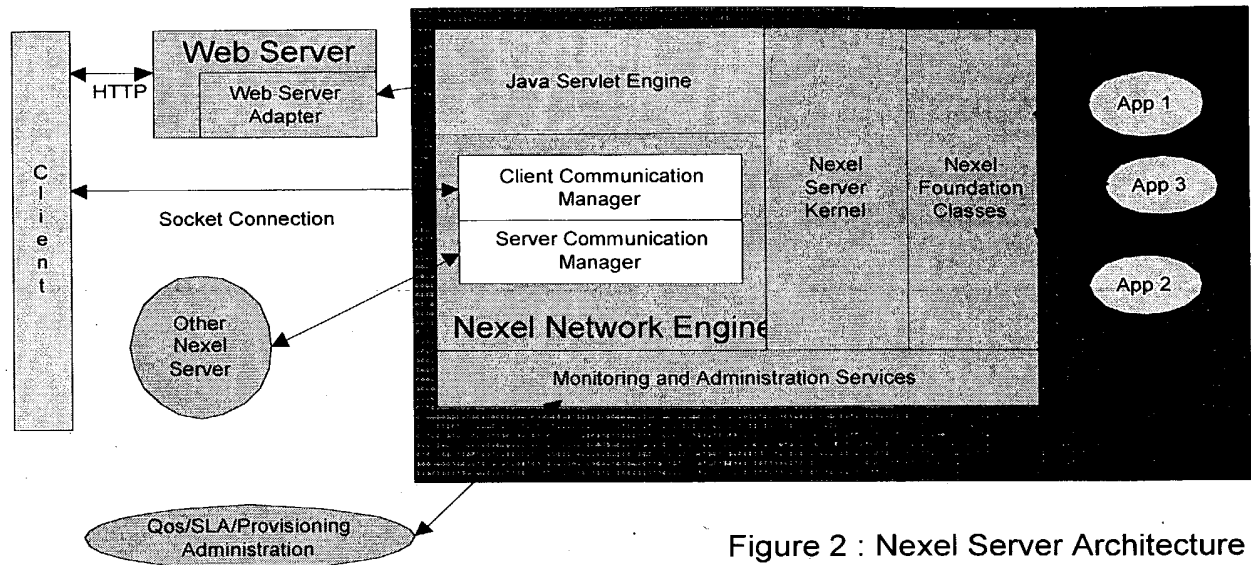 Web Server
HTTP
Web Server
Adapter
Java Servlet Engine
App 1
Client
Client Communication
Manager
Nexel
Server
Kernel
Nexel
Foundation
Classes
App 3
Socket Connection
Server Communication
Manager
App 2
Other
Nexel
Server
Nexel Network Engine
Monitoring and Administration Services
Qos/SLA/Provisioning
Administration
Figure 2 : Nexel Server Architecture